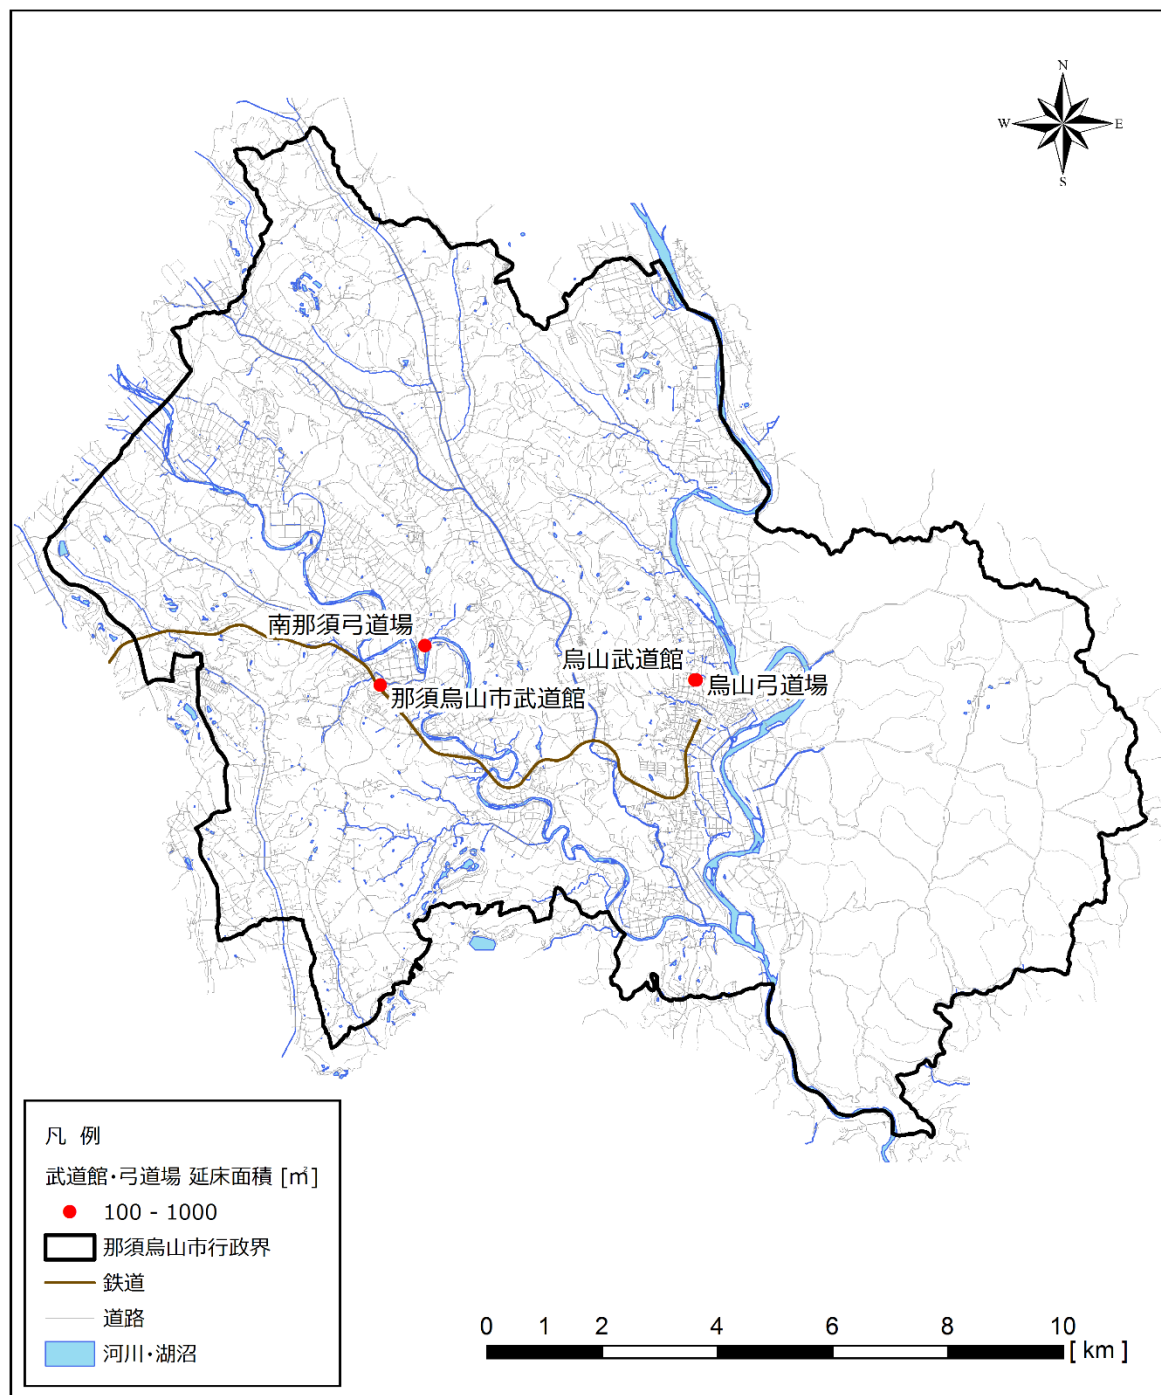 N
W
E
S
南那須弓道場
烏山武道館
烏山弓道場
那須烏山市武道館
凡 例
武道館・弓道場 延床面積 [㎡]
100 - 1000
那須烏山市行政界
鉄道
道路
河川・湖沼
0 1 2 4 6 8 10
[ km ]